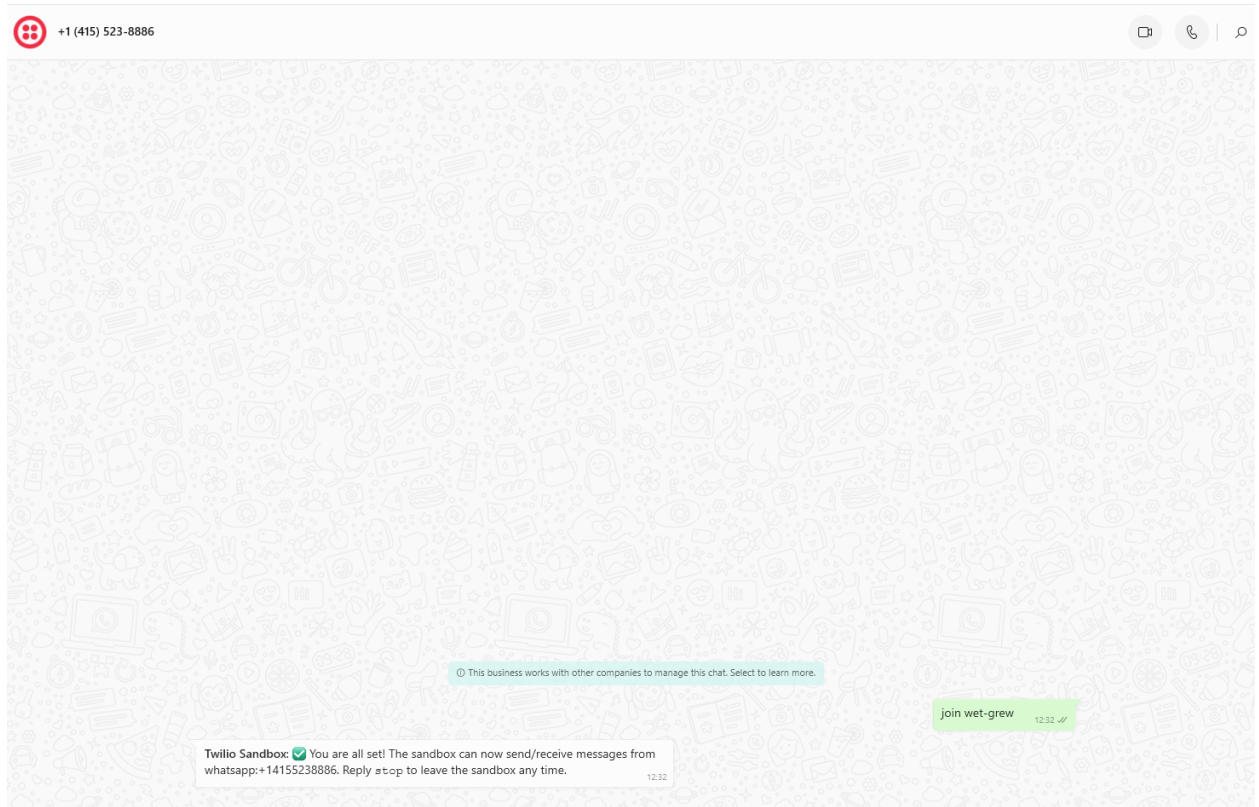 +1 (415) 523-8886
This business works with other companies to manage this chat. Select to learn more.
join wet-grew
12:32
Twilio Sandbox: ✅ You are all set! The sandbox can now send/receive messages from
whatsapp:+14155238886. Reply stop to leave the sandbox any time.
12:32